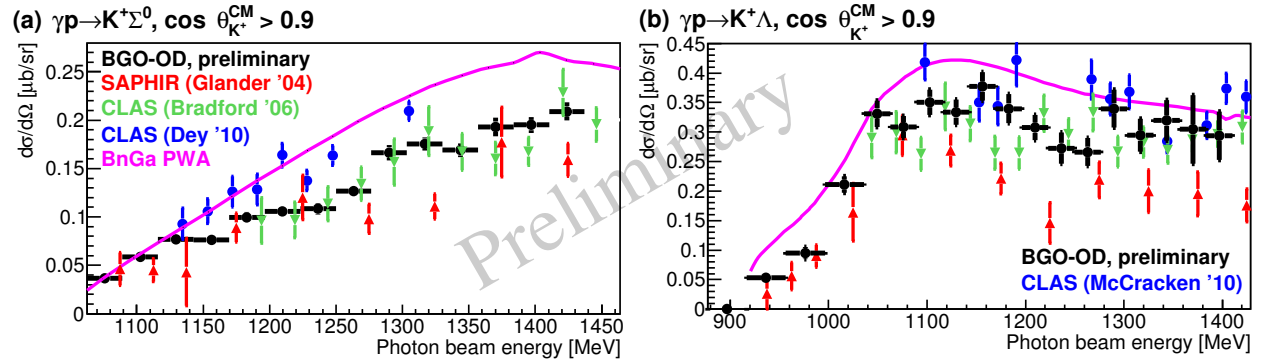 (a) γp→K⁺Σ⁰, cos θ_{K⁺}^{CM} > 0.9
dσ/dΩ [μb/sr]
0.25
0.2
0.15
0.1
0.05
0
BGO-OD, preliminary
SAPHIR (Glander '04)
CLAS (Bradford '06)
CLAS (Dey '10)
BnGa PWA
1100 1150 1200 1250 1300 1350 1400 1450
Photon beam energy [MeV]
Preliminary
(b) γp→K⁺Λ, cos θ_{K⁺}^{CM} > 0.9
dσ/dΩ [μb/sr]
0.45
0.4
0.35
0.3
0.25
0.2
0.15
0.1
0.05
0
BGO-OD, preliminary
CLAS (McCracken '10)
900 1000 1100 1200 1300 1400
Photon beam energy [MeV]